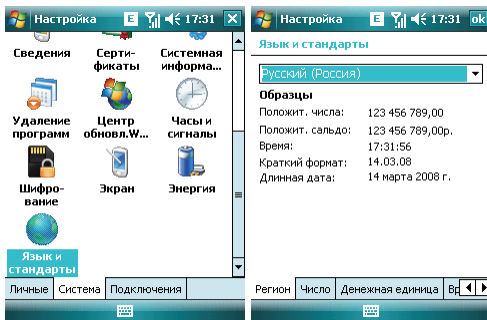 Настройка E 17:31
Сведения
Серти-
фикаты
Системная
информа...
Удаление
программ
Центр
обновл.W...
Часы и
сигналы
Шифро-
вание
Экран
Энергия
Язык и
стандарты
Личные Система Подключения
Настройка E 17:31 ok
Язык и стандарты
Русский (Россия)
Образцы
Положит. числа: 123 456 789,00
Положит. сальдо: 123 456 789,00р.
Время: 17:31:56
Краткий формат: 14.03.08
Длинная дата: 14 марта 2008 г.
Регион Число Денежная единица Вр